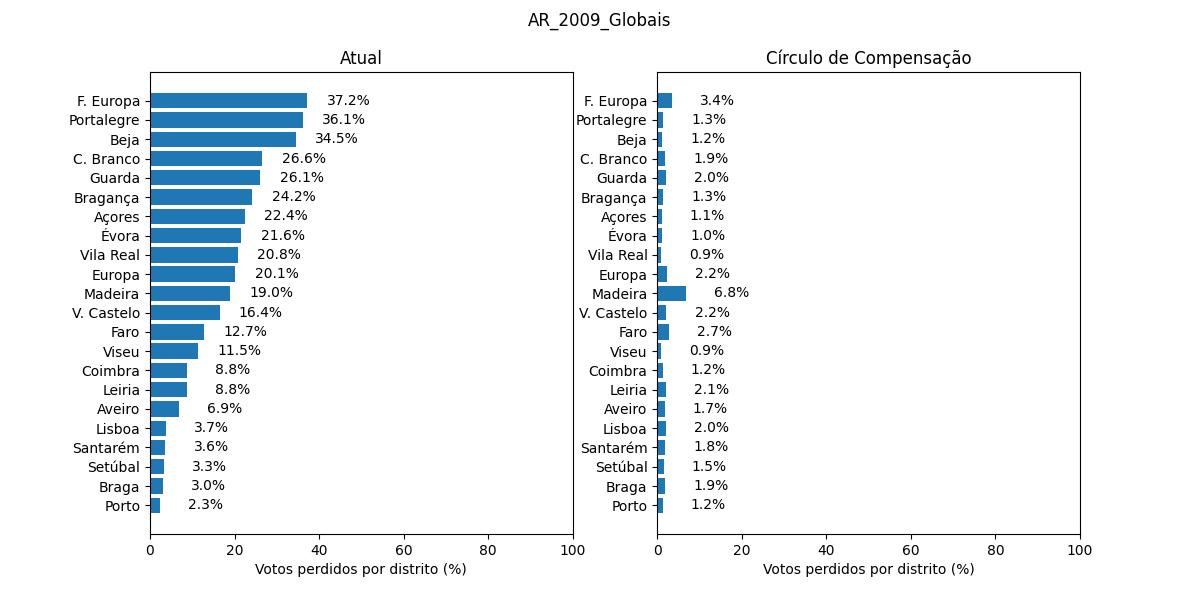 AR_2009_Globais
Atual
F. Europa 37.2%
Portalegre 36.1%
Beja 34.5%
C. Branco 26.6%
Guarda 26.1%
Bragança 24.2%
Açores 22.4%
Évora 21.6%
Vila Real 20.8%
Europa 20.1%
Madeira 19.0%
V. Castelo 16.4%
Faro 12.7%
Viseu 11.5%
Coimbra 8.8%
Leiria 8.8%
Aveiro 6.9%
Lisboa 3.7%
Santarém 3.6%
Setúbal 3.3%
Braga 3.0%
Porto 2.3%
0 20 40 60 80 100
Votos perdidos por distrito (%)
Círculo de Compensação
F. Europa 3.4%
Portalegre 1.3%
Beja 1.2%
C. Branco 1.9%
Guarda 2.0%
Bragança 1.3%
Açores 1.1%
Évora 1.0%
Vila Real 0.9%
Europa 2.2%
Madeira 6.8%
V. Castelo 2.2%
Faro 2.7%
Viseu 0.9%
Coimbra 1.2%
Leiria 2.1%
Aveiro 1.7%
Lisboa 2.0%
Santarém 1.8%
Setúbal 1.5%
Braga 1.9%
Porto 1.2%
0 20 40 60 80 100
Votos perdidos por distrito (%)